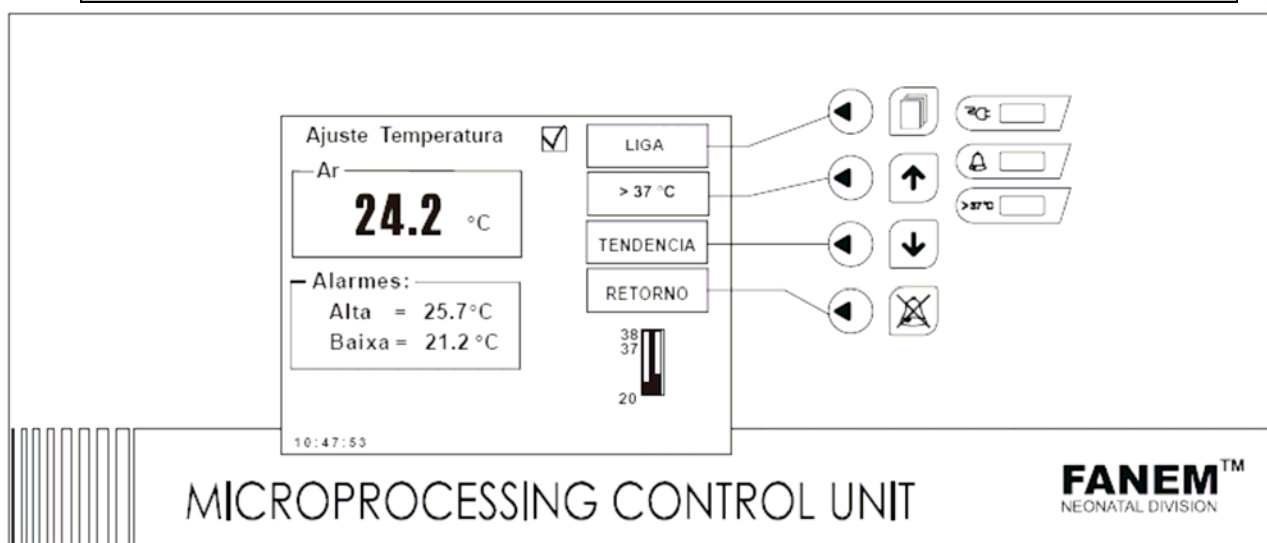 Ajuste Temperatura
Ar
24.2 °C
Alarmes:
Alta = 25.7°C
Baixa = 21.2 °C
10:47:53
LIGA
> 37 °C
TENDENCIA
RETORNO
38
37
20
>37°C
MICROPROCESSING CONTROL UNIT
FANEM™
NEONATAL DIVISION